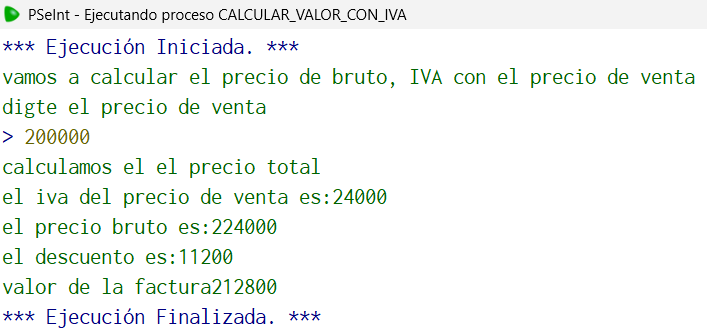 PSeInt - Ejecutando proceso CALCULAR_VALOR_CON_IVA
*** Ejecución Iniciada. ***
vamos a calcular el precio de bruto, IVA con el precio de venta
digte el precio de venta
> 200000
calculamos el el precio total
el iva del precio de venta es:24000
el precio bruto es:224000
el descuento es:11200
valor de la factura212800
*** Ejecución Finalizada. ***